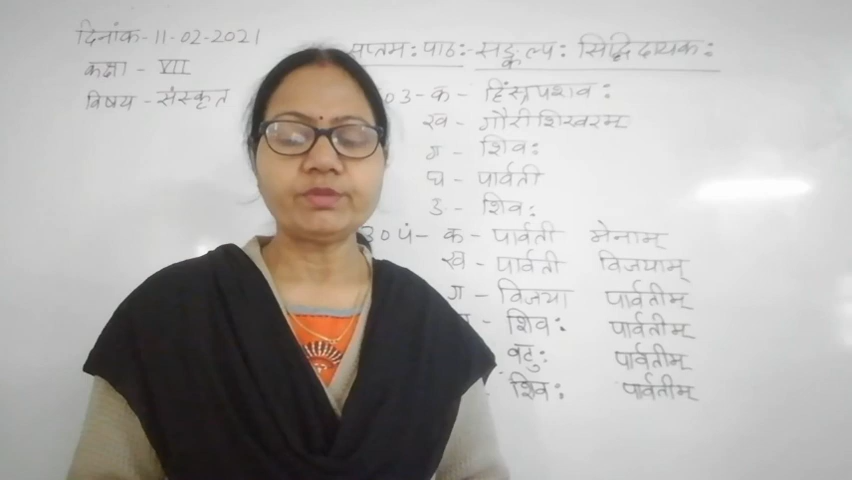 दिनांक-11-02-2021
कक्षा - VII
विषय - संस्कृत
सप्तम: पाठ: - सङ्कल्प: सिद्धिदायक:
03 - क - हिंस्त्रपशव:
ख - गौरीशिखरम्
ग - शिव:
घ - पार्वती
ङ - शिव:
30 पं - क - पार्वती मेनाम्
ख - पार्वती विजयाम्
ग - विजया पार्वतीम्
शिव: पार्वतीम्
वटु: पार्वतीम्
शिव: पार्वतीम्